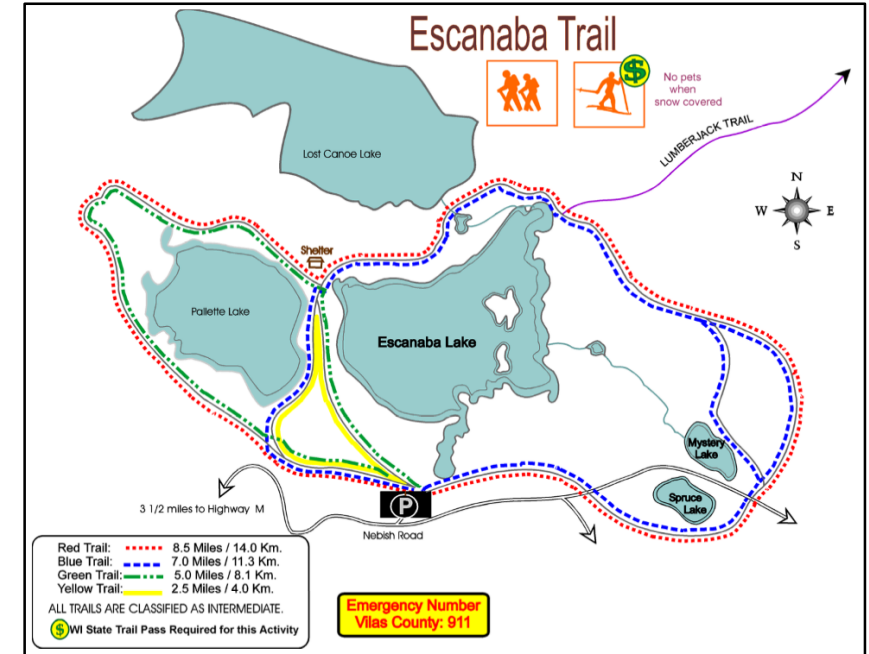 Escanaba Trail
$
No pets
when
snow covered
LUMBERJACK TRAIL
Lost Canoe Lake
N
W
E
S
Shelter
Pallette Lake
Escanaba Lake
Mystery
Lake
Spruce
Lake
P
3 1/2 miles to Highway M
Nebish Road
Red Trail: 8.5 Miles / 14.0 Km.
Blue Trail: 7.0 Miles / 11.3 Km.
Green Trail: 5.0 Miles / 8.1 Km.
Yellow Trail: 2.5 Miles / 4.0 Km.
ALL TRAILS ARE CLASSIFIED AS INTERMEDIATE.
$ WI State Trail Pass Required for this Activity
Emergency Number
Vilas County: 911